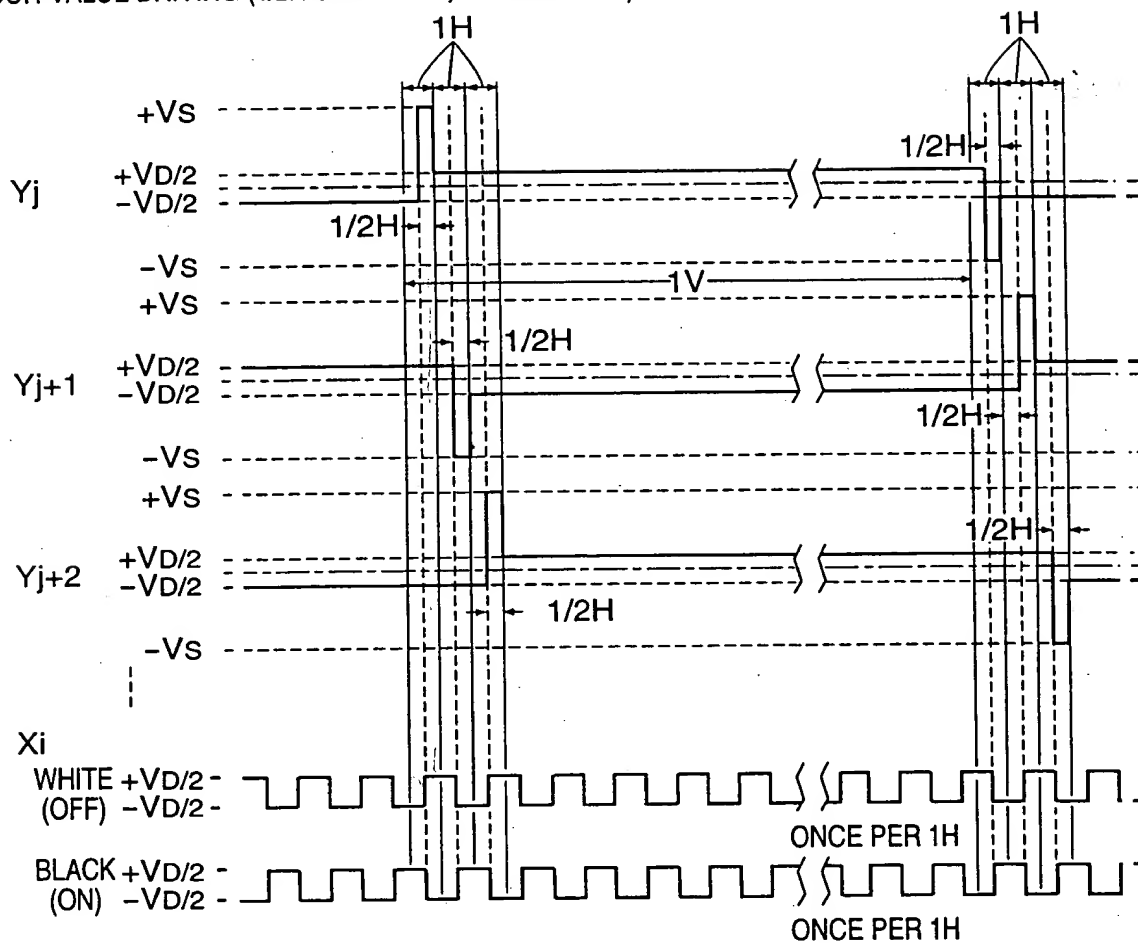 VALUE DRIVING
1H 1H
+VS
1/2H
Yj +VD/2
−VD/2
1/2H
−VS
1V
+VS
1/2H
Yj+1 +VD/2
−VD/2
1/2H
−VS
+VS
1/2H
Yj+2 +VD/2
−VD/2
1/2H
−VS
Xi
WHITE +VD/2
(OFF) −VD/2
ONCE PER 1H
BLACK +VD/2
(ON) −VD/2
ONCE PER 1H